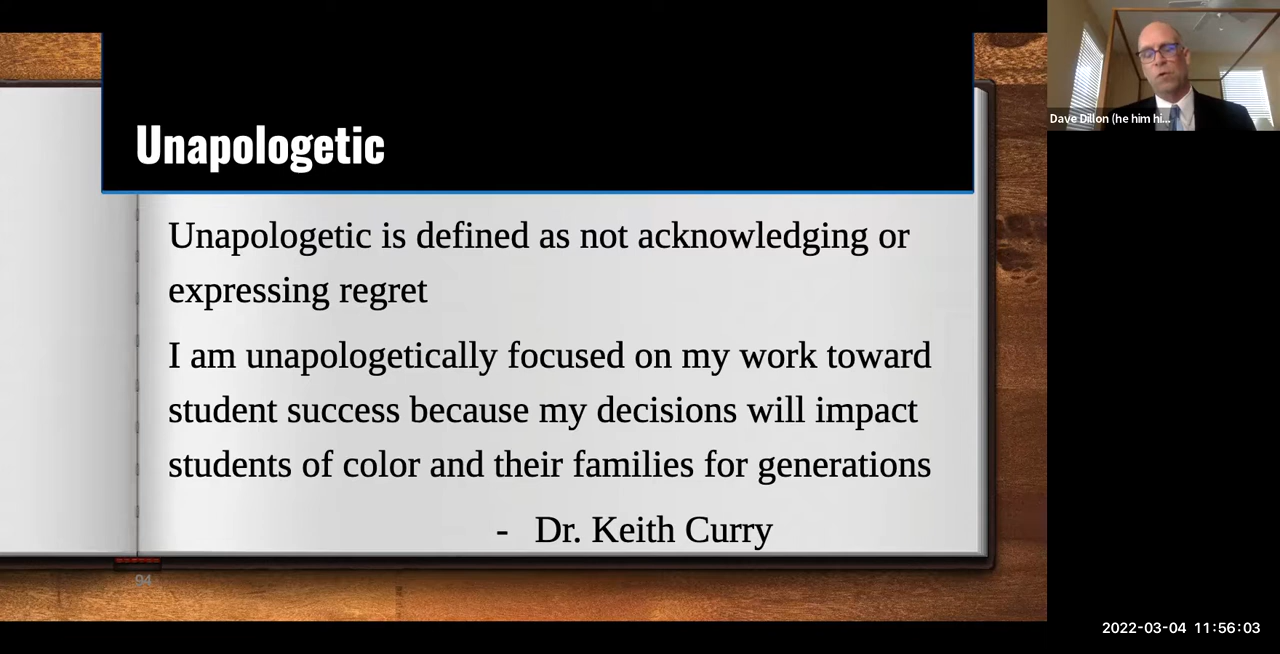 Unapologetic
Unapologetic is defined as not acknowledging or
expressing regret
I am unapologetically focused on my work toward
student success because my decisions will impact
students of color and their families for generations
- Dr. Keith Curry
94
Dave Dillon (he him hi...
2022-03-04 11:56:03